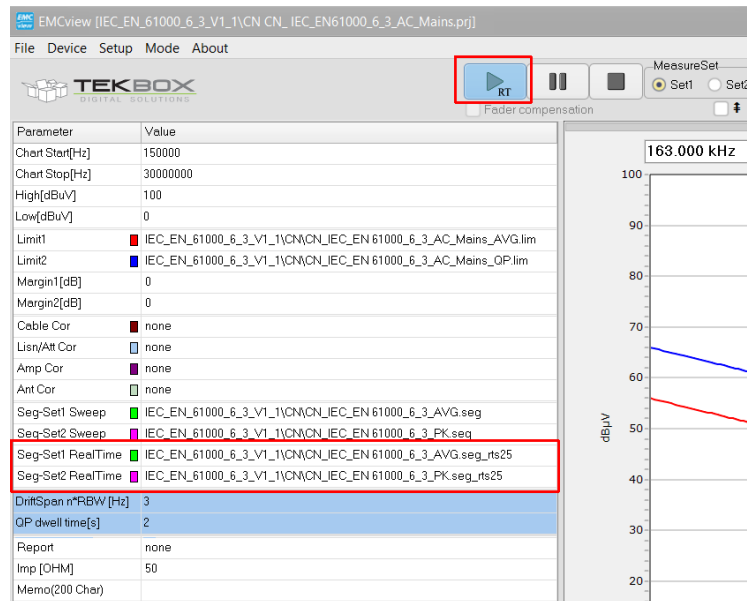 EMCview [IEC_EN_61000_6_3_V1_1\CN CN_ IEC_EN61000_6_3_AC_Mains.prj]
File Device Setup Mode About
TEKBOX
DIGITAL SOLUTIONS
RT
MeasureSet
Set1 Set2
Fader compensation
Parameter Value
Chart Start[Hz] 150000
Chart Stop[Hz] 30000000
High[dBuV] 100
Low[dBuV] 0
Limit1 IEC_EN_61000_6_3_V1_1\CN\CN_IEC_EN 61000_6_3_AC_Mains_AVG.lim
Limit2 IEC_EN_61000_6_3_V1_1\CN\CN_IEC_EN 61000_6_3_AC_Mains_QP.lim
Margin1[dB] 0
Margin2[dB] 0
Cable Cor none
Lisn/Att Cor none
Amp Cor none
Ant Cor none
Seg-Set1 Sweep IEC_EN_61000_6_3_V1_1\CN\CN_IEC_EN 61000_6_3_AVG.seg
Seg-Set2 Sweep IEC_EN_61000_6_3_V1_1\CN\CN_IEC_EN 61000_6_3_PK.seg
Seg-Set1 RealTime IEC_EN_61000_6_3_V1_1\CN\CN_IEC_EN 61000_6_3_AVG.seg_rts25
Seg-Set2 RealTime IEC_EN_61000_6_3_V1_1\CN\CN_IEC_EN 61000_6_3_PK.seg_rts25
DriftSpan n*RBW [Hz] 3
QP dwell time[s] 2
Report none
Imp [OHM] 50
Memo(200 Char)
163.000 kHz
100
90
80
70
60
50
40
30
20
dBµV